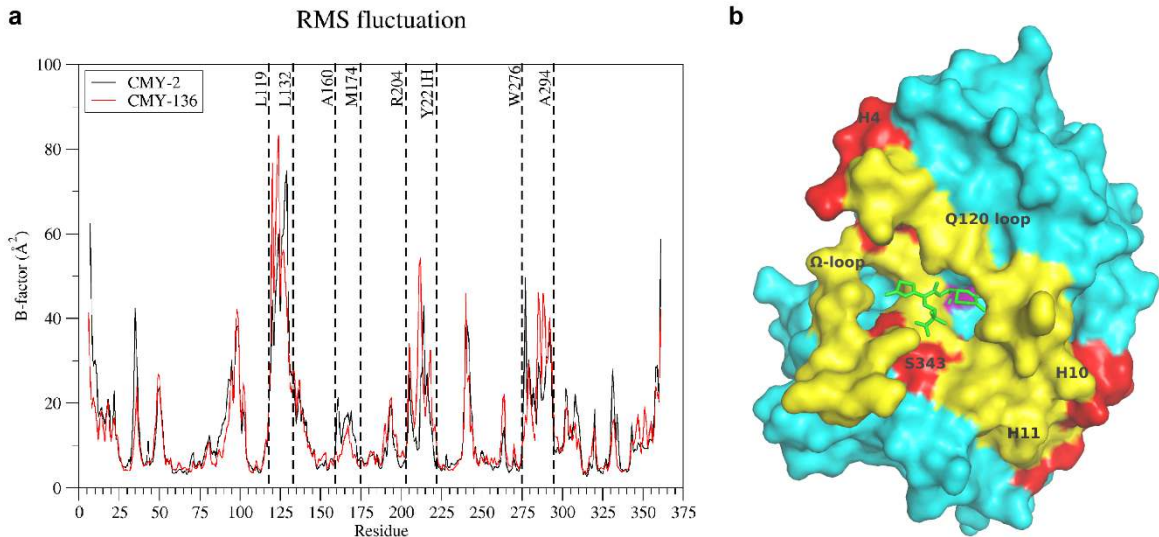 a
RMS fluctuation
100
80
60
40
20
0
B-factor (Å²)
CMY-2
CMY-136
L119
L132
A160
M174
R204
Y221H
W276
A294
0 25 50 75 100 125 150 175 200 225 250 275 300 325 350 375
Residue
b
H4
Q120 loop
Ω-loop
S343
H10
H11